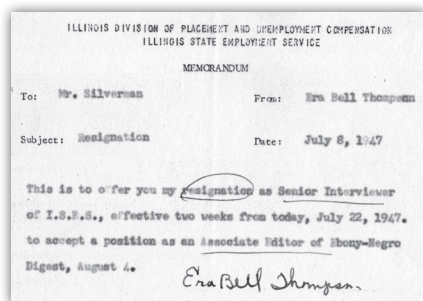 ILLINOIS DIVISION OF PLACEMENT AND UNEMPLOYMENT COMPENSATION
ILLINOIS STATE EMPLOYMENT SERVICE
MEMORANDUM
To: Mr. Silverman From: Era Bell Thompson
Subject: Resignation Date: July 8, 1947
This is to offer you my resignation as Senior Interviewer
of I.S.E.S., effective two weeks from today, July 22, 1947.
to accept a position as an Associate Editor of Ebony-Negro
Digest, August 4.
Era Bell Thompson.